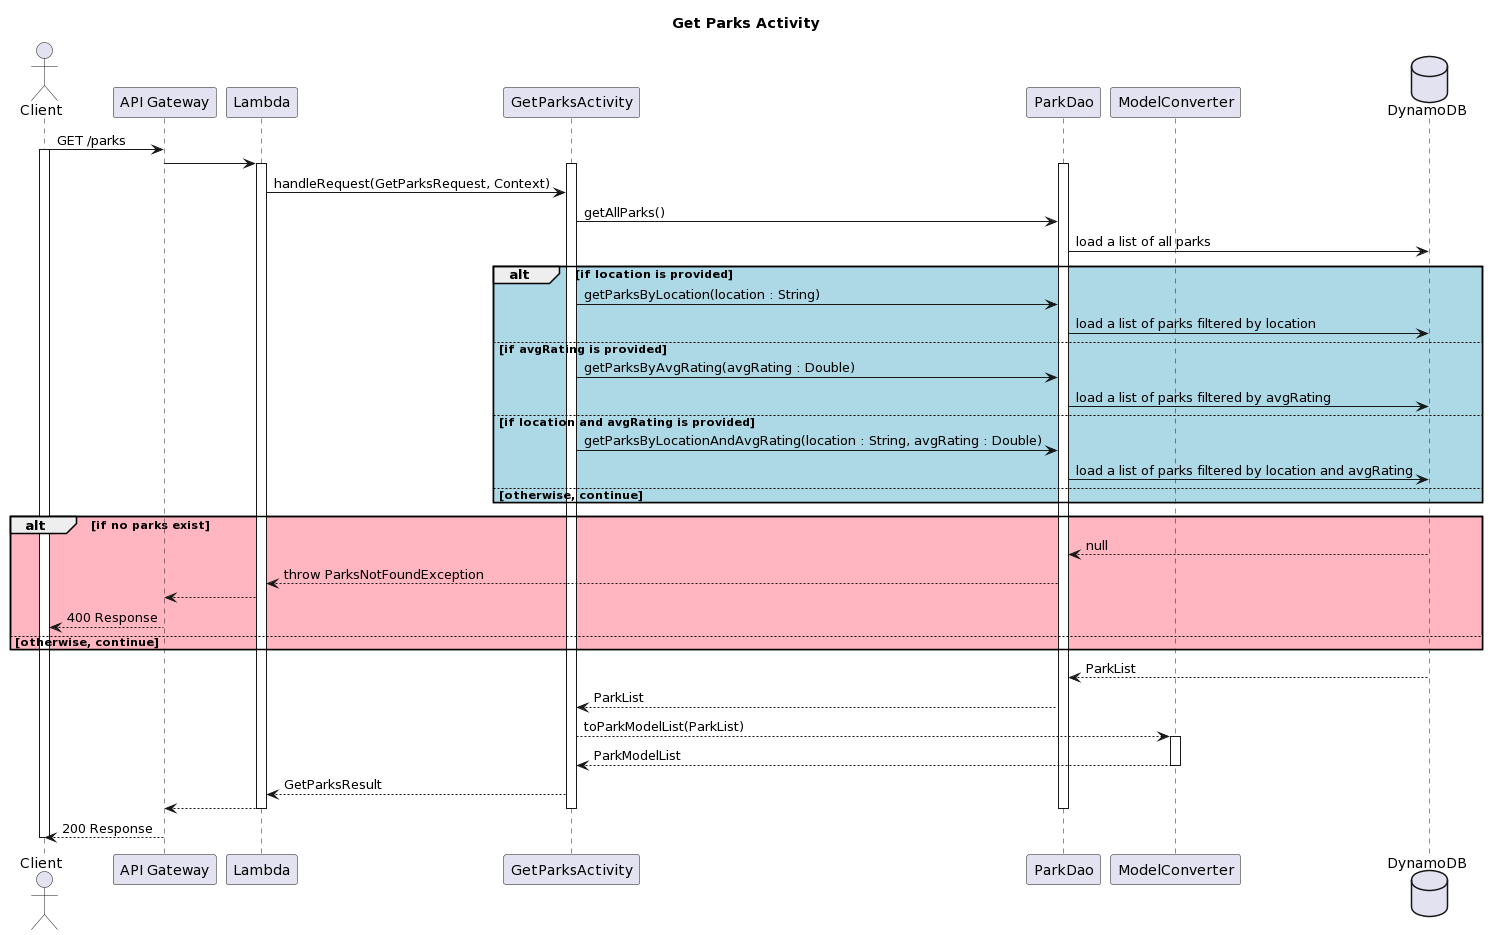 Get Parks Activity
Client
API Gateway
Lambda
GetParksActivity
ParkDao
ModelConverter
DynamoDB
GET /parks
handleRequest(GetParksRequest, Context)
getAllParks()
load a list of all parks
alt
[if location is provided]
getParksByLocation(location : String)
load a list of parks filtered by location
[if avgRating is provided]
getParksByAvgRating(avgRating : Double)
load a list of parks filtered by avgRating
[if location and avgRating is provided]
getParksByLocationAndAvgRating(location : String, avgRating : Double)
load a list of parks filtered by location and avgRating
[otherwise, continue]
alt
[if no parks exist]
null
throw ParksNotFoundException
400 Response
[otherwise, continue]
ParkList
ParkList
toParkModelList(ParkList)
ParkModelList
GetParksResult
200 Response
Client
API Gateway
Lambda
GetParksActivity
ParkDao
ModelConverter
DynamoDB